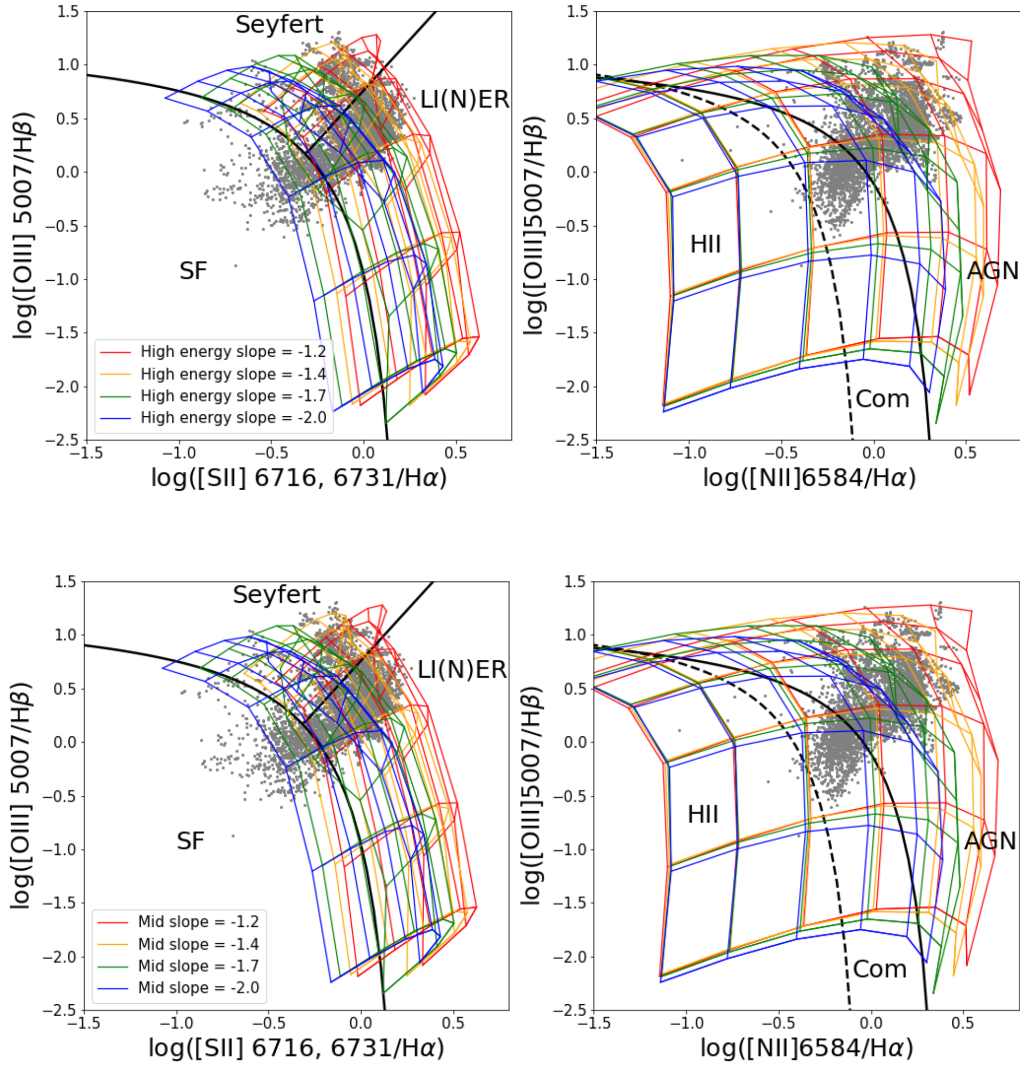 1.5
1.0
0.5
0.0
−0.5
−1.0
−1.5
−2.0
−2.5
log([OIII] 5007/Hβ)
Seyfert
LI(N)ER
SF
High energy slope = -1.2
High energy slope = -1.4
High energy slope = -1.7
High energy slope = -2.0
−1.5 −1.0 −0.5 0.0 0.5
log([SII] 6716, 6731/Hα)
1.5
1.0
0.5
0.0
−0.5
−1.0
−1.5
−2.0
−2.5
log([OIII]5007/Hβ)
HII
AGN
Com
−1.5 −1.0 −0.5 0.0 0.5
log([NII]6584/Hα)
1.5
1.0
0.5
0.0
−0.5
−1.0
−1.5
−2.0
−2.5
log([OIII] 5007/Hβ)
Seyfert
LI(N)ER
SF
Mid slope = -1.2
Mid slope = -1.4
Mid slope = -1.7
Mid slope = -2.0
−1.5 −1.0 −0.5 0.0 0.5
log([SII] 6716, 6731/Hα)
1.5
1.0
0.5
0.0
−0.5
−1.0
−1.5
−2.0
−2.5
log([OIII]5007/Hβ)
HII
AGN
Com
−1.5 −1.0 −0.5 0.0 0.5
log([NII]6584/Hα)